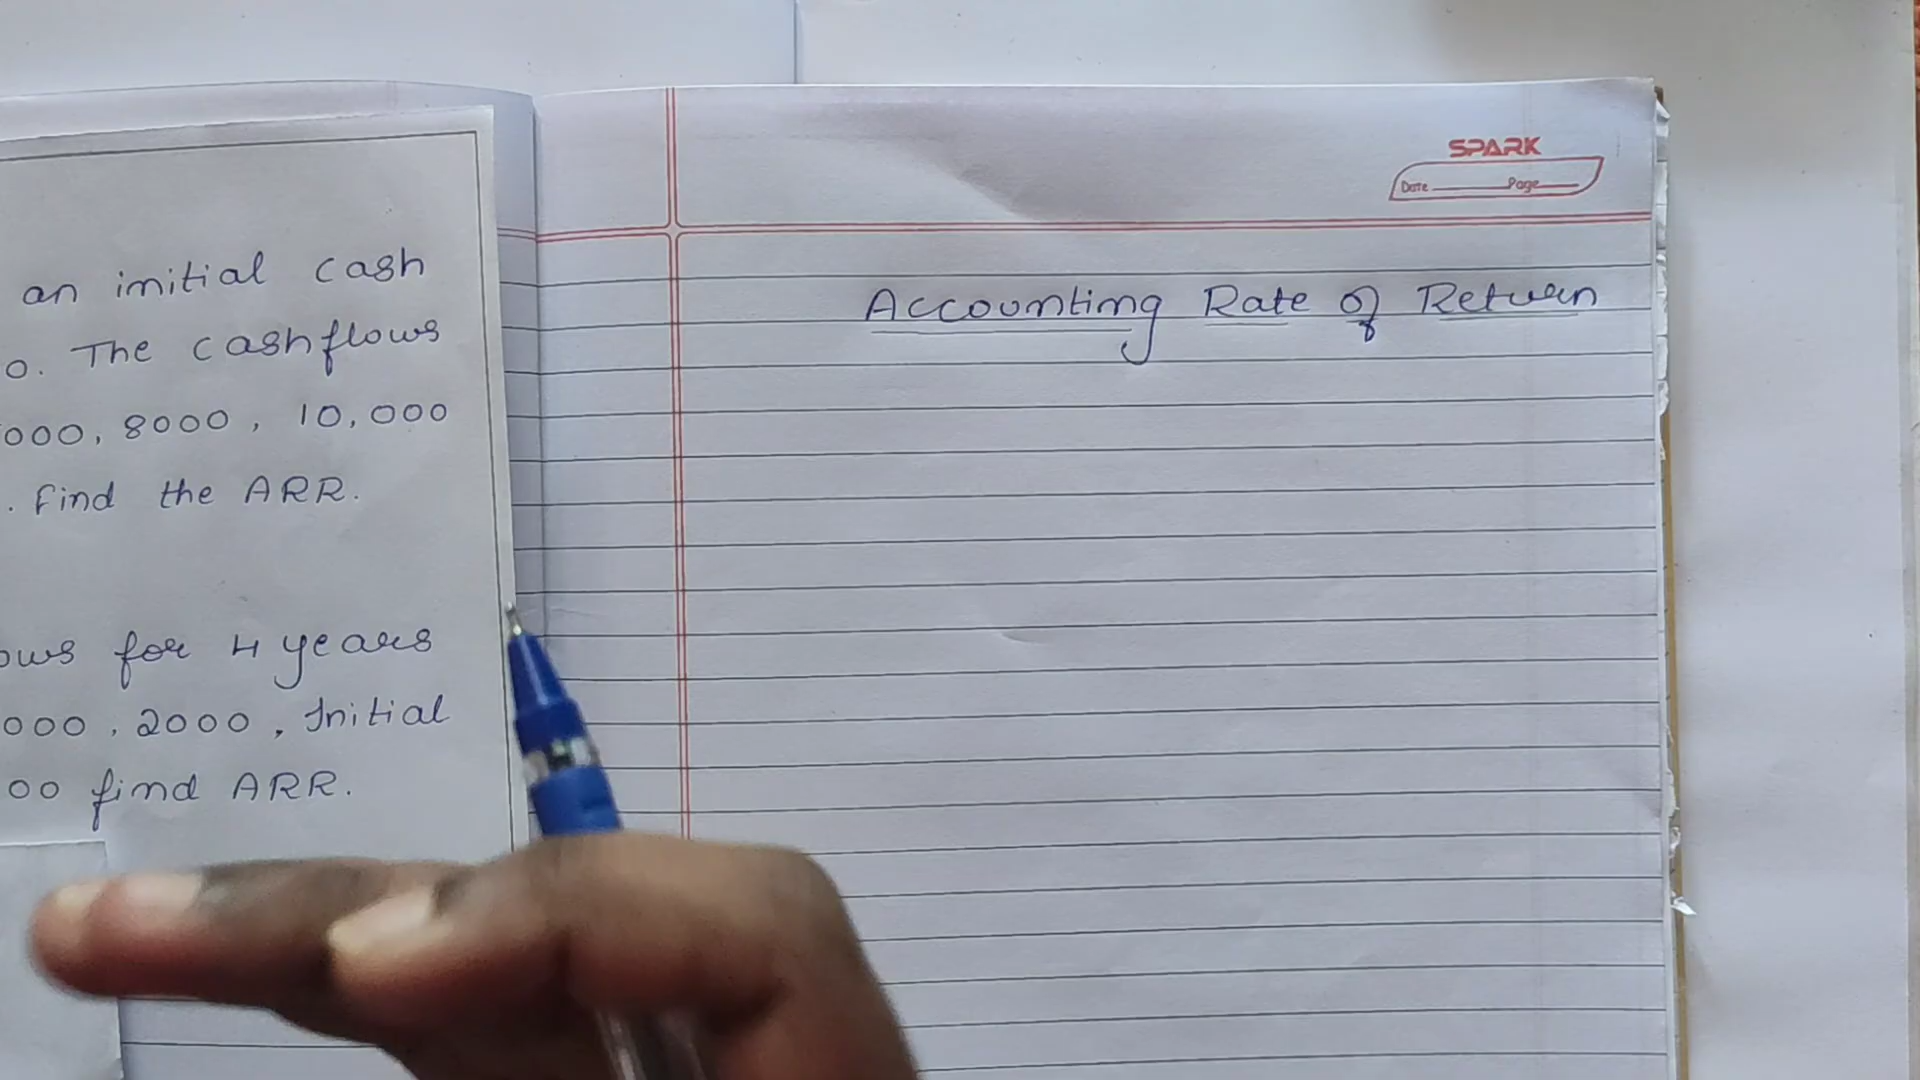 an initial cash
0. The cashflows
000, 8000, 10,000
. Find the ARR.
ows for 4 years
000, 2000, Initial
00 find ARR.
SPARK
Date Page
Accounting Rate of Return